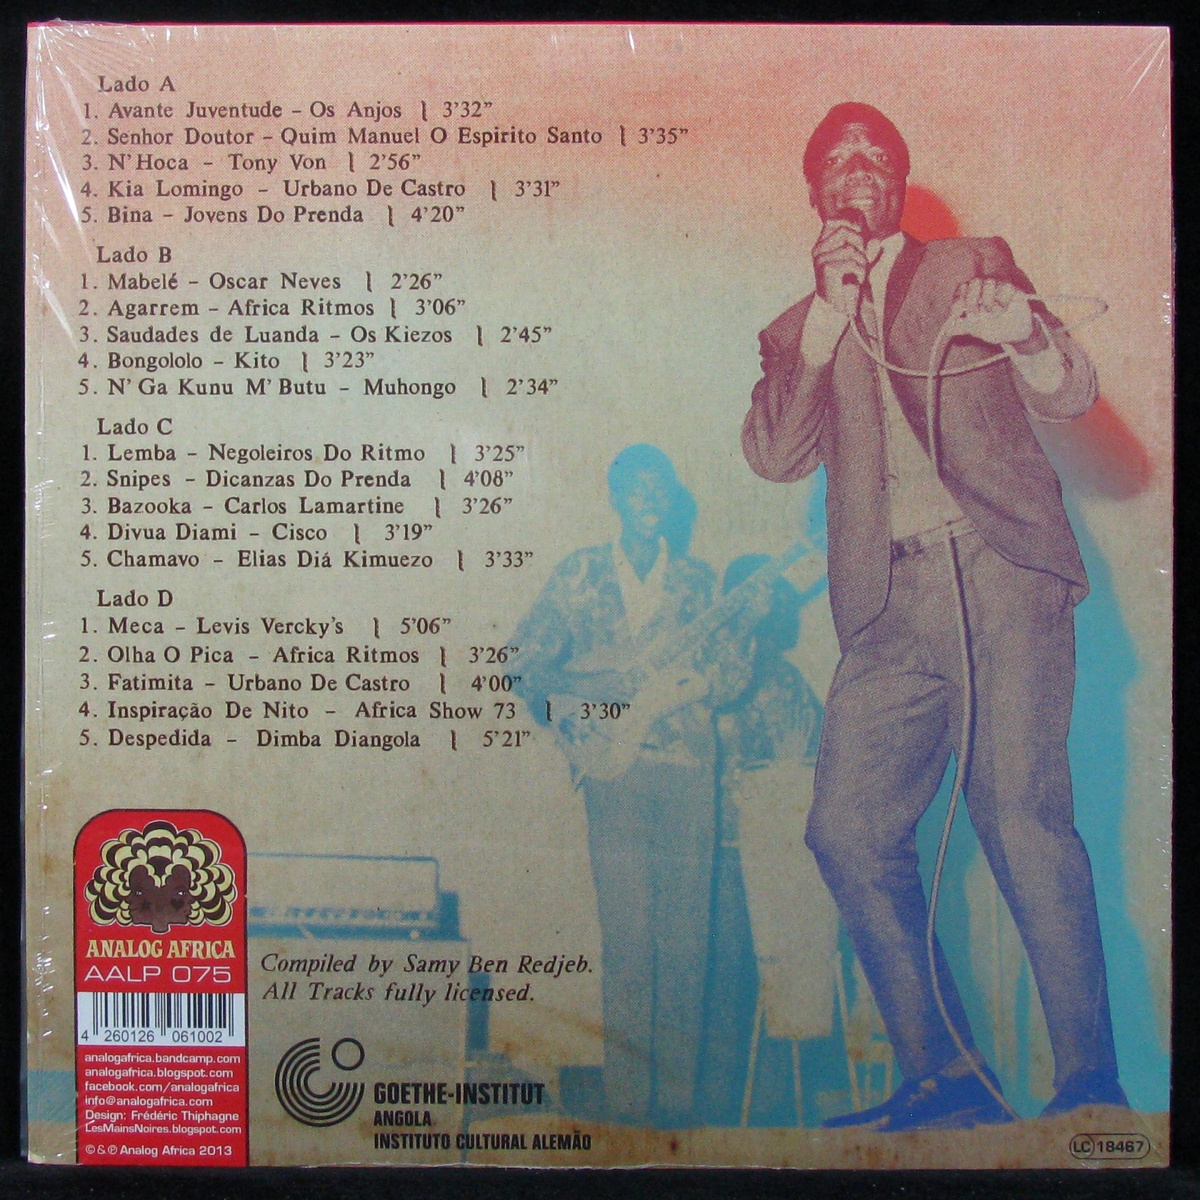 Lado A
1. Avante Juventude – Os Anjos | 3’32”
2. Senhor Doutor – Quim Manuel O Espirito Santo | 3’35”
3. N’Hoca – Tony Von | 2’56”
4. Kia Lomingo – Urbano De Castro | 3’31”
5. Bina – Jovens Do Prenda | 4’20”
Lado B
1. Mabelé – Oscar Neves | 2’26”
2. Agarrem – Africa Ritmos | 3’06”
3. Saudades de Luanda – Os Kiezos | 2’45”
4. Bongololo – Kito | 3’23”
5. N’ Ga Kunu M’ Butu – Muhongo | 2’34”
Lado C
1. Lemba – Negoleiros Do Ritmo | 3’25”
2. Snipes – Dicanzas Do Prenda | 4’08”
3. Bazooka – Carlos Lamartine | 3’26”
4. Divua Diami – Cisco | 3’19”
5. Chamavo – Elias Diá Kimuezo | 3’33”
Lado D
1. Meca – Levis Vercky’s | 5’06”
2. Olha O Pica – Africa Ritmos | 3’26”
3. Fatimita – Urbano De Castro | 4’00”
4. Inspiração De Nito – Africa Show 73 | 3’30”
5. Despedida – Dimba Diangola | 5’21”
ANALOG AFRICA
AALP 075
4 260126 061002
analogafrica.bandcamp.com
analogafrica.blogspot.com
facebook.com/analogafrica
info@analogafrica.com
Design: Frédéric Thiphagne
LesMainsNoires.blogspot.com
© & ℗ Analog Africa 2013
Compiled by Samy Ben Redjeb.
All Tracks fully licensed.
GOETHE-INSTITUT
ANGOLA
INSTITUTO CULTURAL ALEMÃO
LC 18467